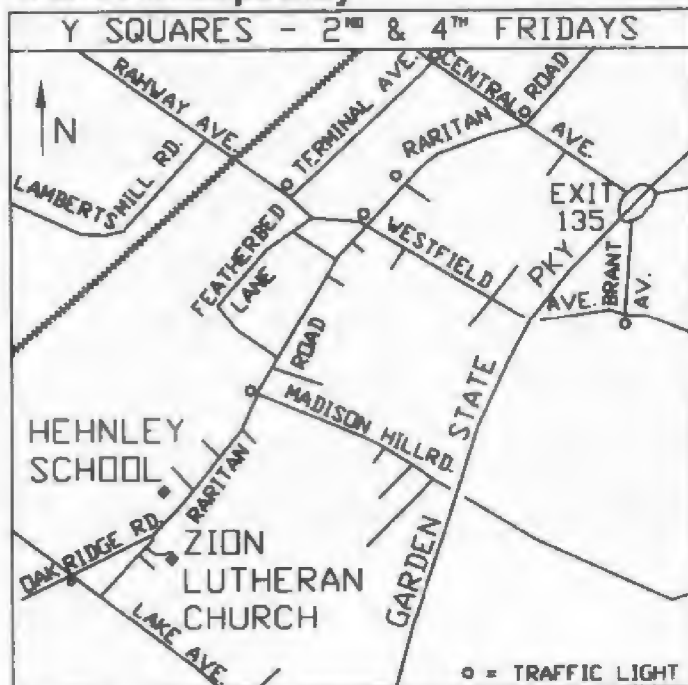 Y SQUARES - 2ND & 4TH FRIDAYS
RAHWAY AVE.
TERMINAL AVE.
CENTRAL AVE.
RARITAN ROAD
N
LAMBERTS MILL RD.
EXIT
135
FEATHERBED
LANE
WESTFIELD AVE.
BRANT AV.
GARDEN STATE PKY
RARITAN ROAD
MADISON HILL RD.
HEHNLEY
SCHOOL
OAK RIDGE RD.
ZION
LUTHERAN
CHURCH
LAKE AVE.
o = TRAFFIC LIGHT